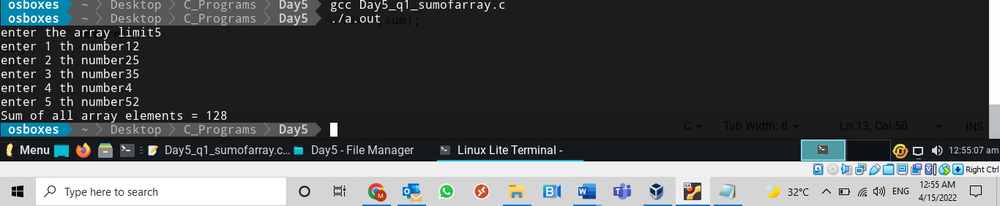 osboxes ~ Desktop C_Programs Day5 gcc Day5_q1_sumofarray.c
osboxes ~ Desktop C_Programs Day5 ./a.out ,sum);
enter the array limit5
enter 1 th number12
enter 2 th number25
enter 3 th number35
enter 4 th number4
enter 5 th number52
Sum of all array elements = 128
osboxes ~ Desktop C_Programs Day5 C Tab Width: 8 Ln 13, Col 50 INS
Menu Day5_q1_sumofarray.c... Day5 - File Manager Linux Lite Terminal - 12:55:07 am
Right Ctrl
Type here to search 32°C ENG 12:55 AM
4/15/2022